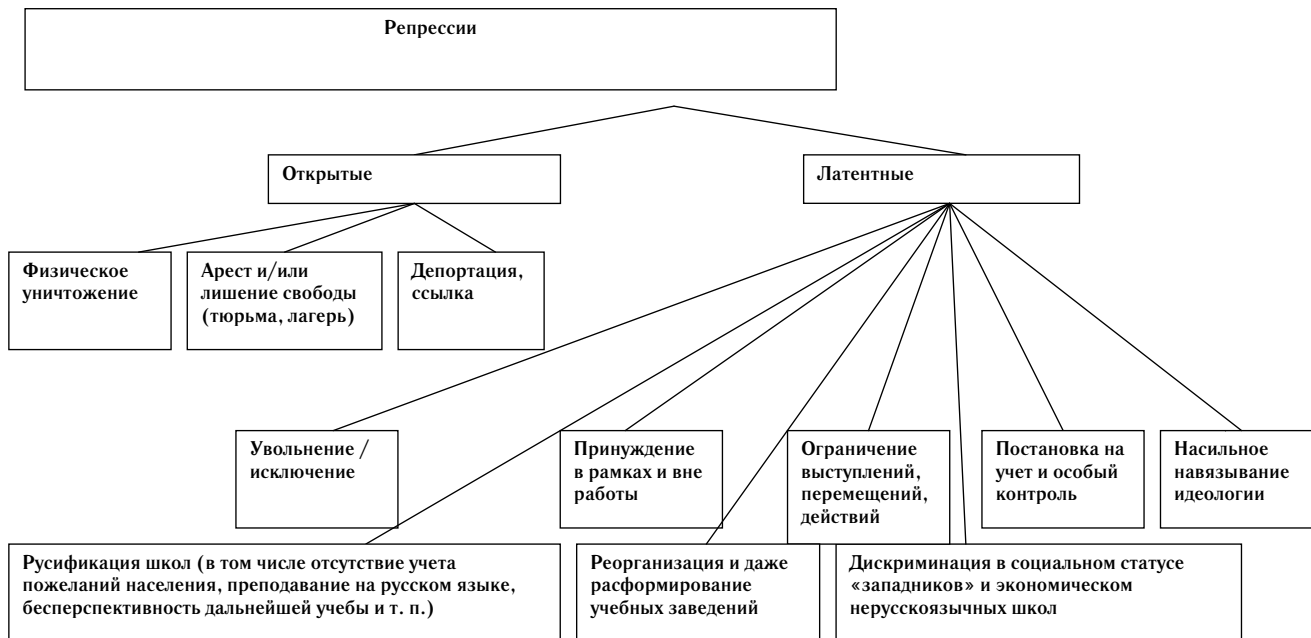 Репрессии
Открытые
Латентные
Физическое
уничтожение
Арест и/или
лишение свободы
(тюрьма, лагерь)
Депортация,
ссылка
Увольнение /
исключение
Принуждение
в рамках и вне
работы
Ограничение
выступлений,
перемещений,
действий
Постановка на
учет и особый
контроль
Насильное
навязывание
идеологии
Русификация школ (в том числе отсутствие учета
пожеланий населения, преподавание на русском языке,
бесперспективность дальнейшей учебы и т. п.)
Реорганизация и даже
расформирование
учебных заведений
Дискриминация в социальном статусе
«западников» и экономическом
нерусскоязычных школ